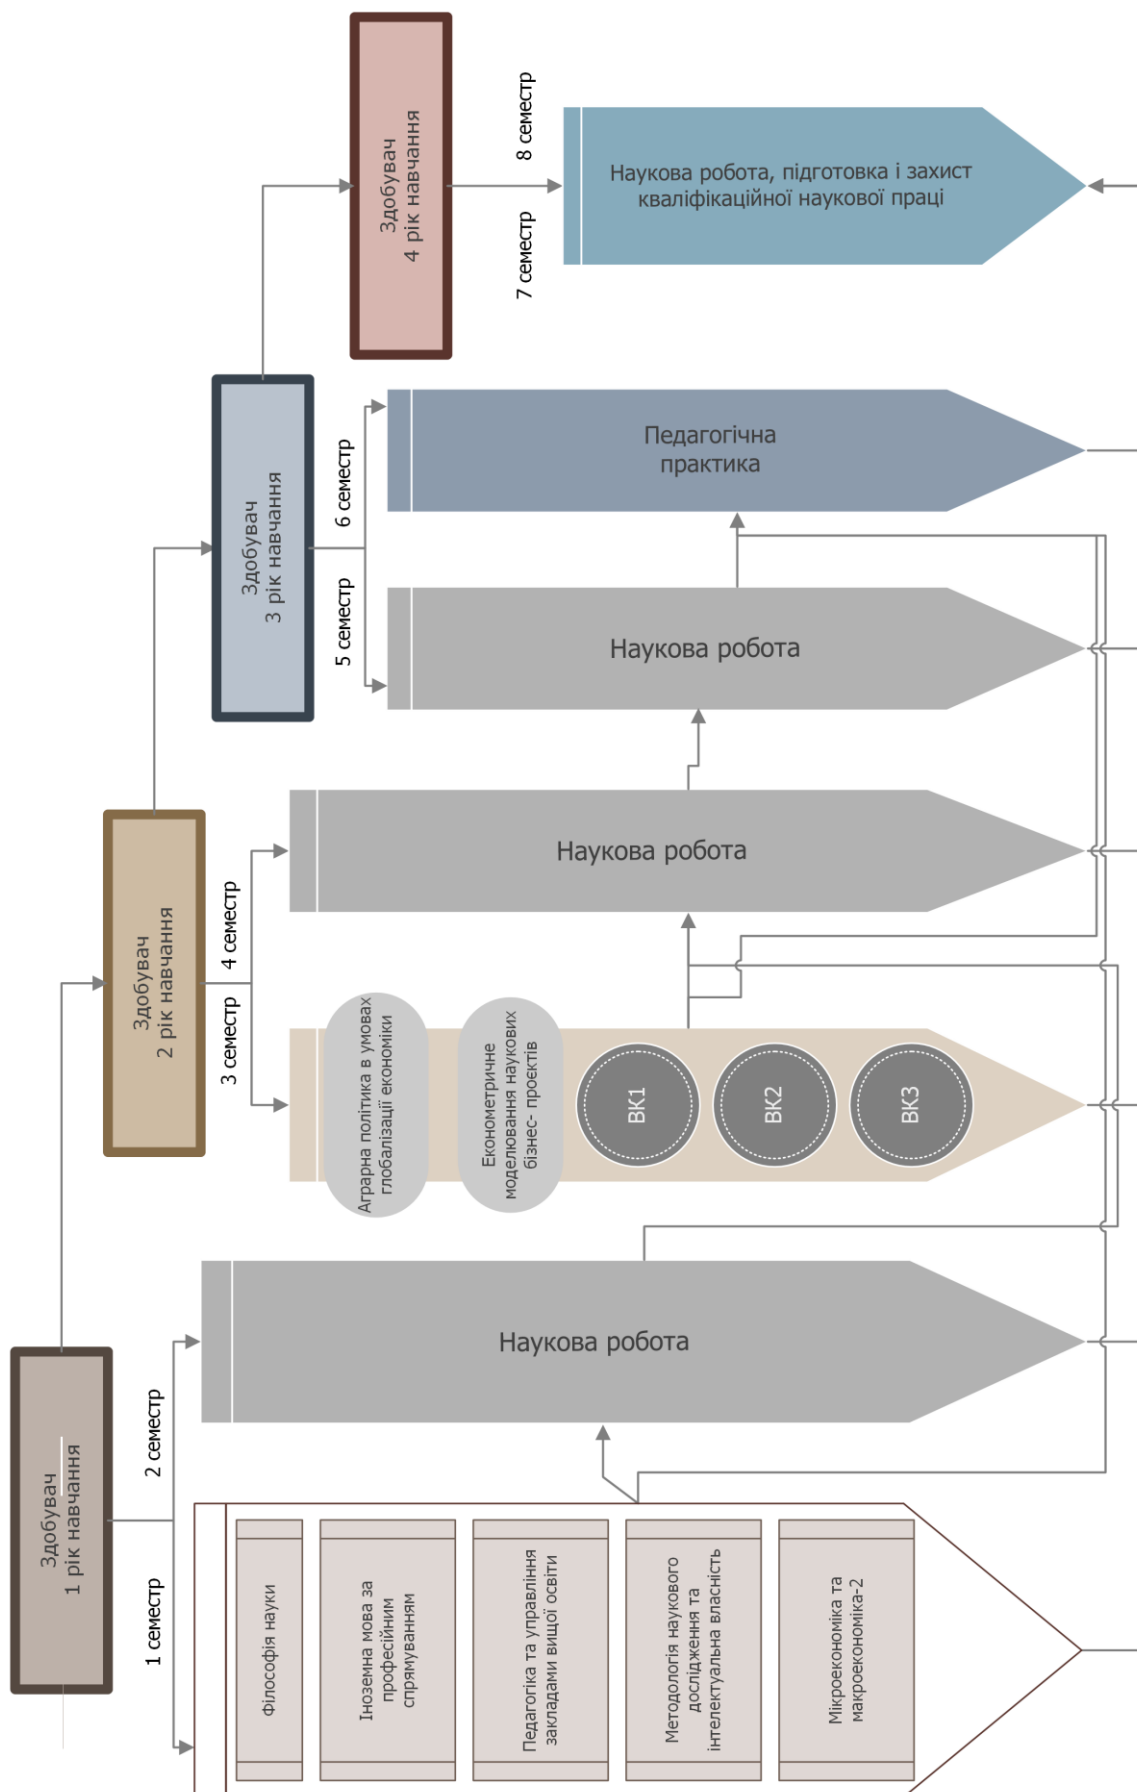 Здобувач
1 рік навчання
1 семестр
2 семестр
Філософія науки
Іноземна мова за
професійним
спрямуванням
Педагогіка та управління
закладами вищої освіти
Методологія наукового
дослідження та
інтелектуальна власність
Мікроекономіка та
макроекономіка-2
Наукова робота
Здобувач
2 рік навчання
3 семестр
4 семестр
Аграрна політика в умовах
глобалізації економіки
Економетричне
моделювання наукових
бізнес- проєктів
ВК1
ВК2
ВК3
Наукова робота
Здобувач
3 рік навчання
5 семестр
6 семестр
Наукова робота
Педагогічна
практика
Здобувач
4 рік навчання
7 семестр
8 семестр
Наукова робота, підготовка і захист
кваліфікаційної наукової праці